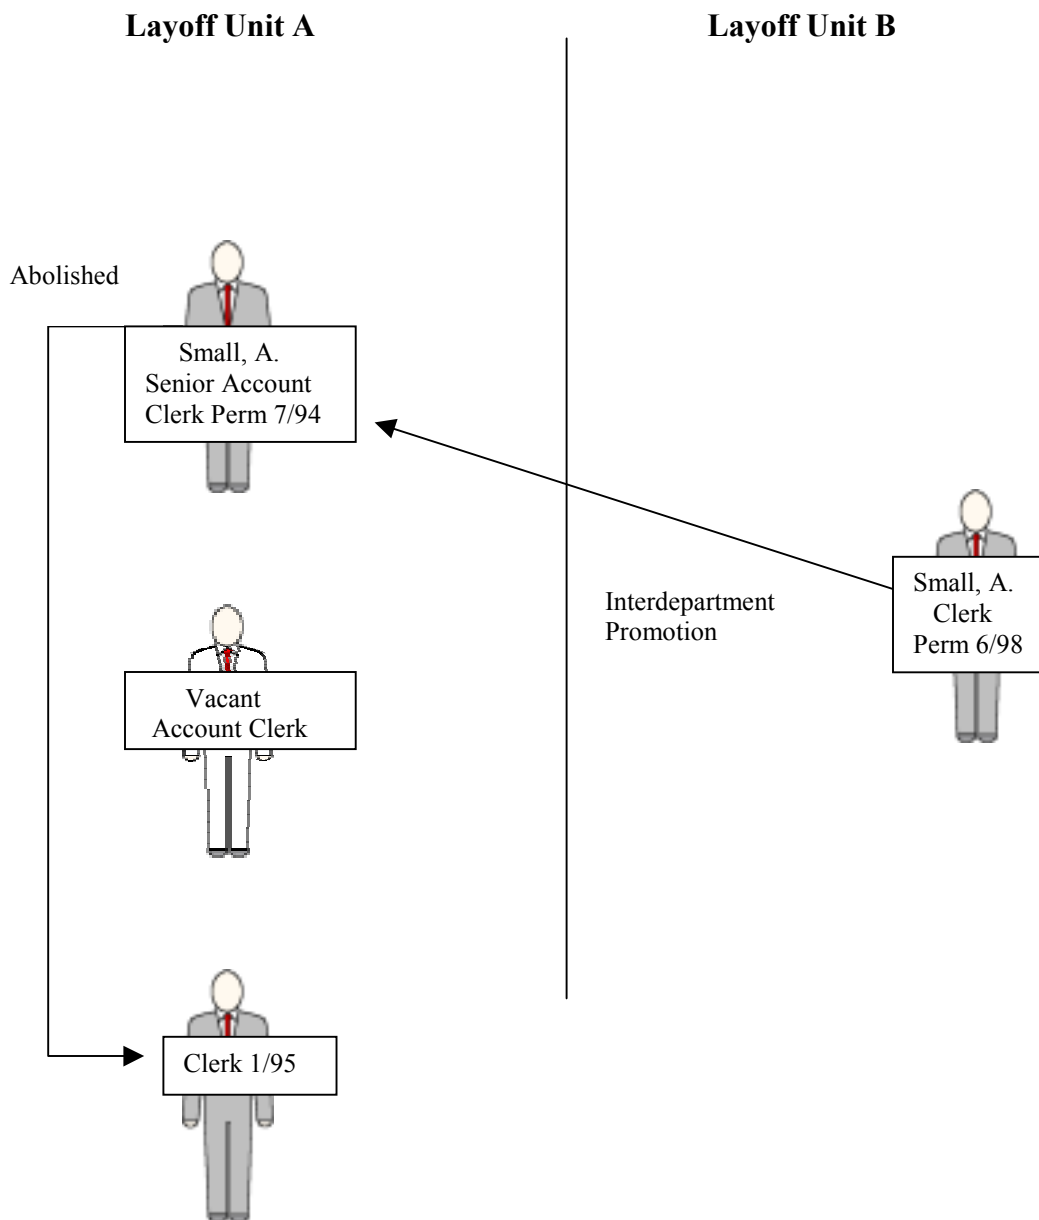 Layoff Unit A
Layoff Unit B
Abolished
Small, A.
Senior Account
Clerk Perm 7/94
Small, A.
Clerk
Perm 6/98
Interdepartment
Promotion
Vacant
Account Clerk
Clerk 1/95